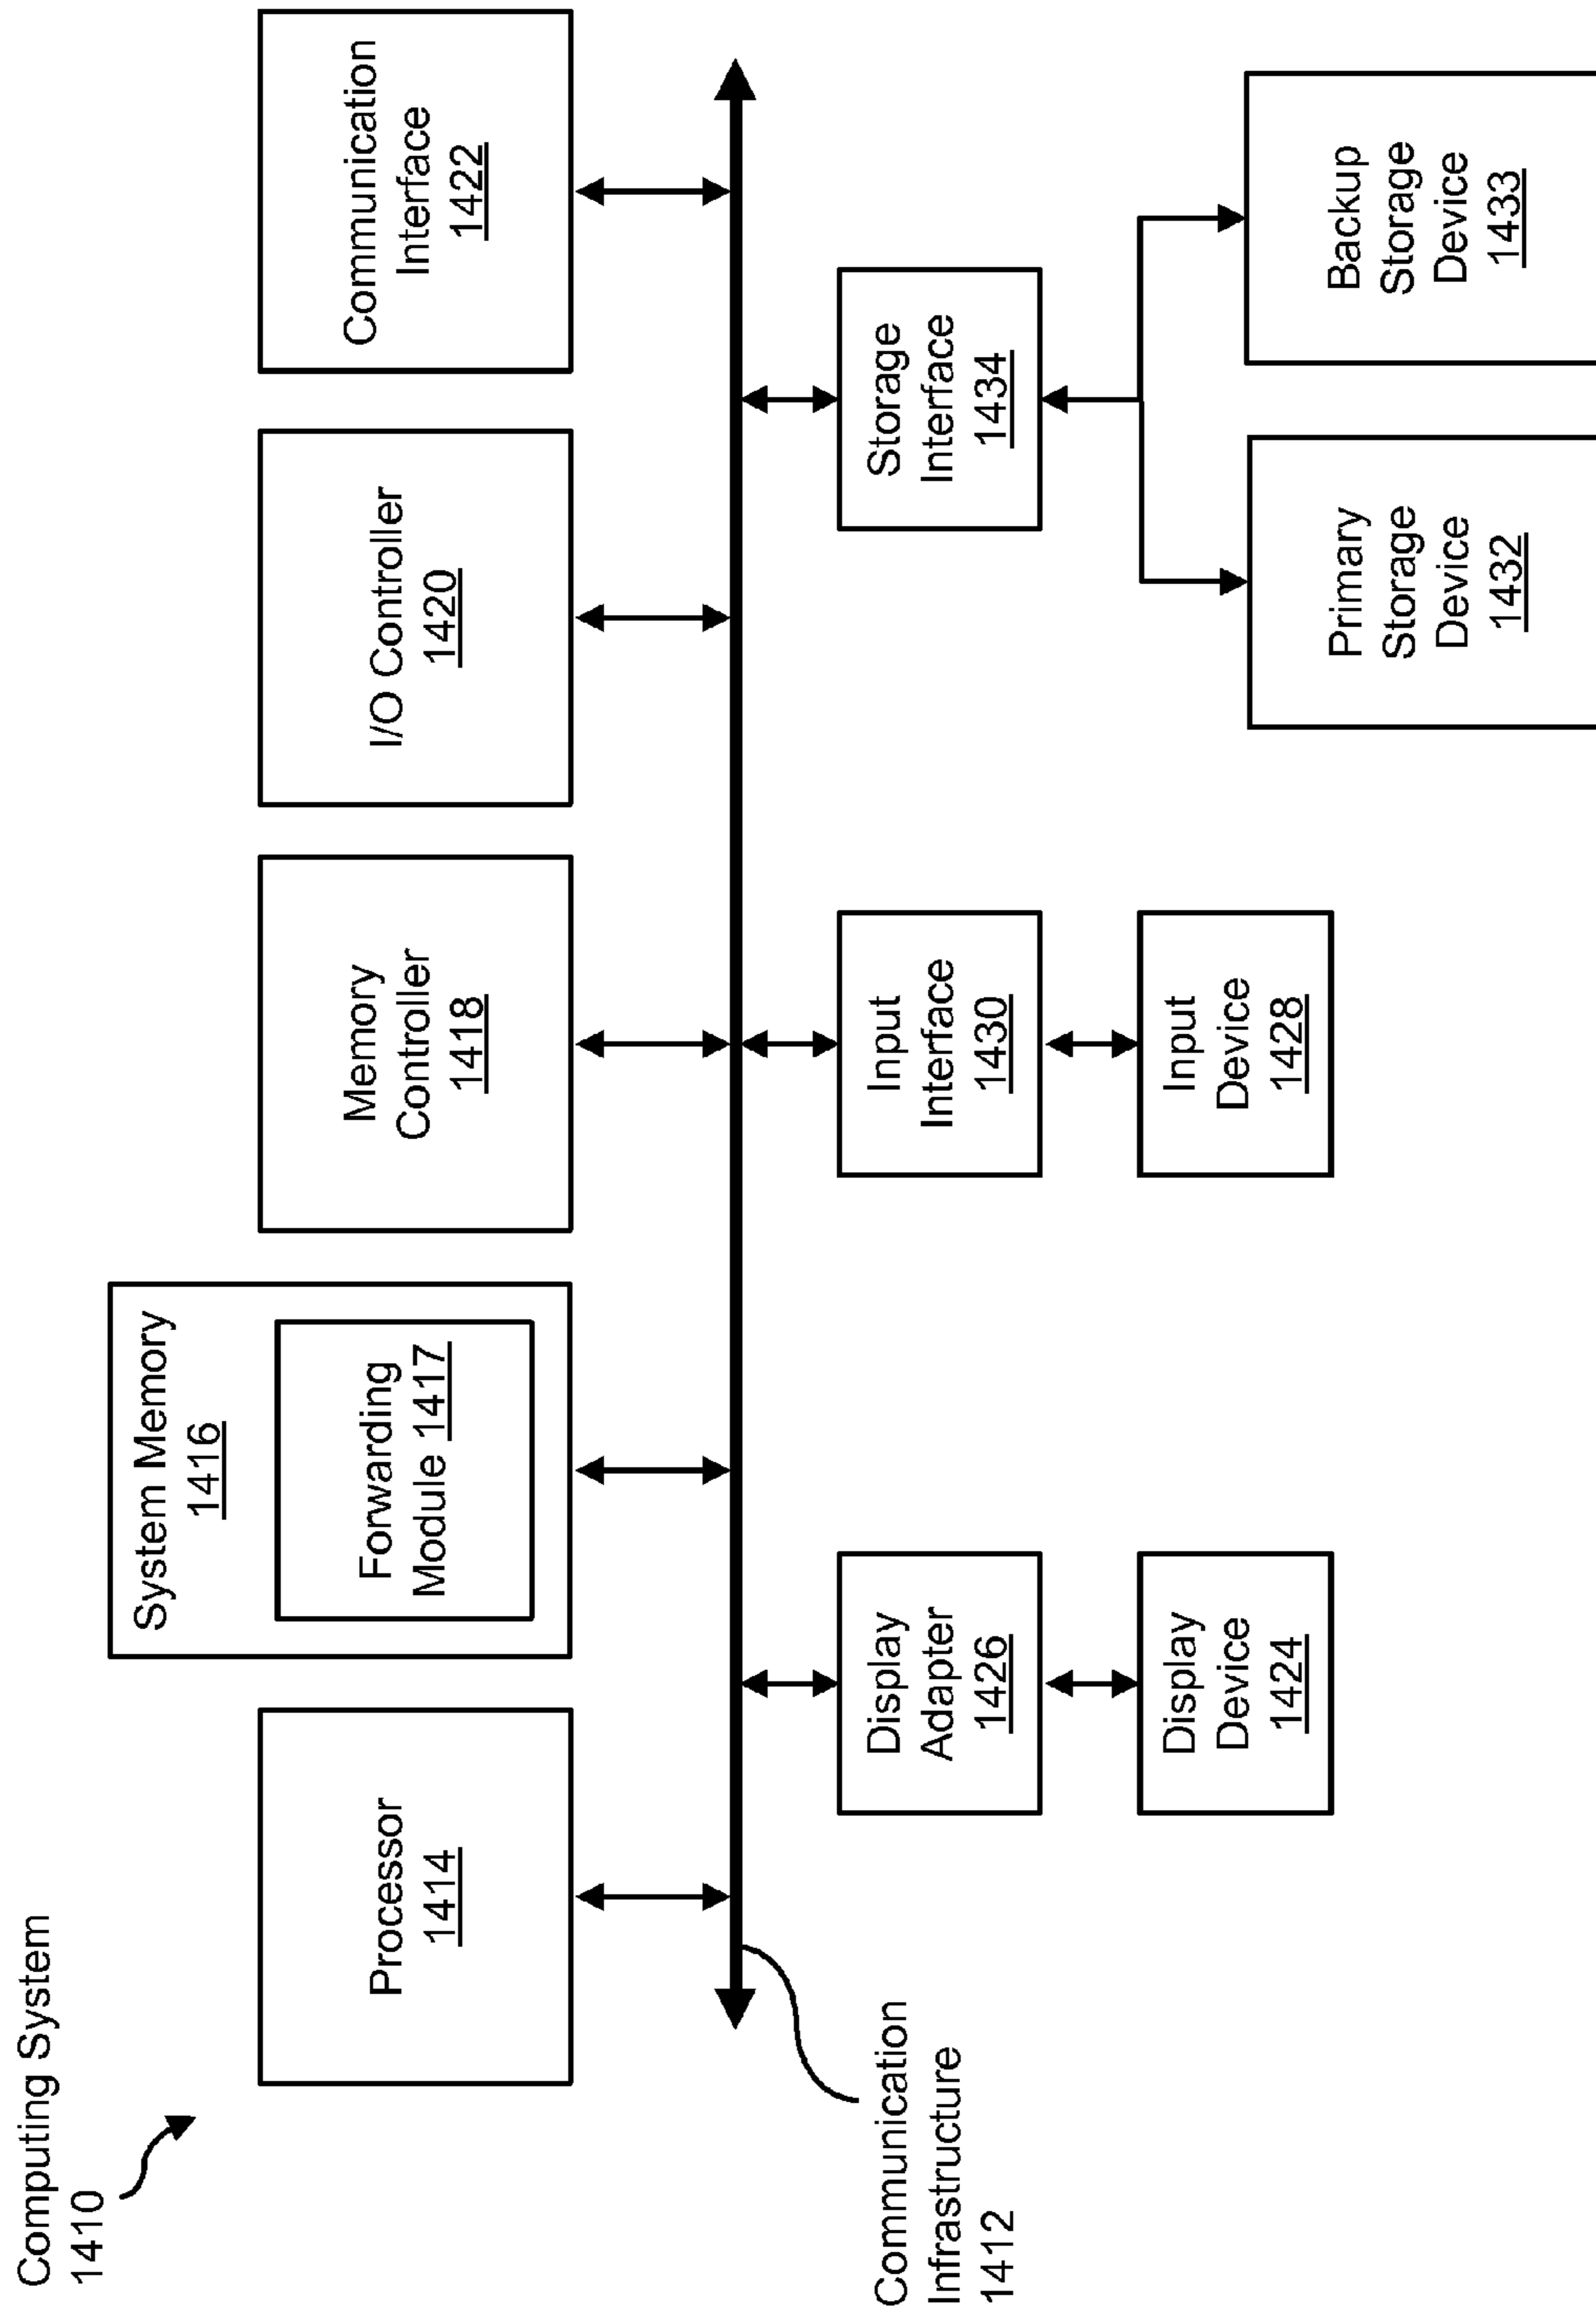 Computing System
1410
Processor
1414
System Memory
1416
Forwarding
Module 1417
Memory
Controller
1418
I/O Controller
1420
Communication
Interface
1422
Communication
Infrastructure
1412
Display
Adapter
1426
Input
Interface
1430
Storage
Interface
1434
Display
Device
1424
Input
Device
1428
Primary
Storage
Device
1432
Backup
Storage
Device
1433